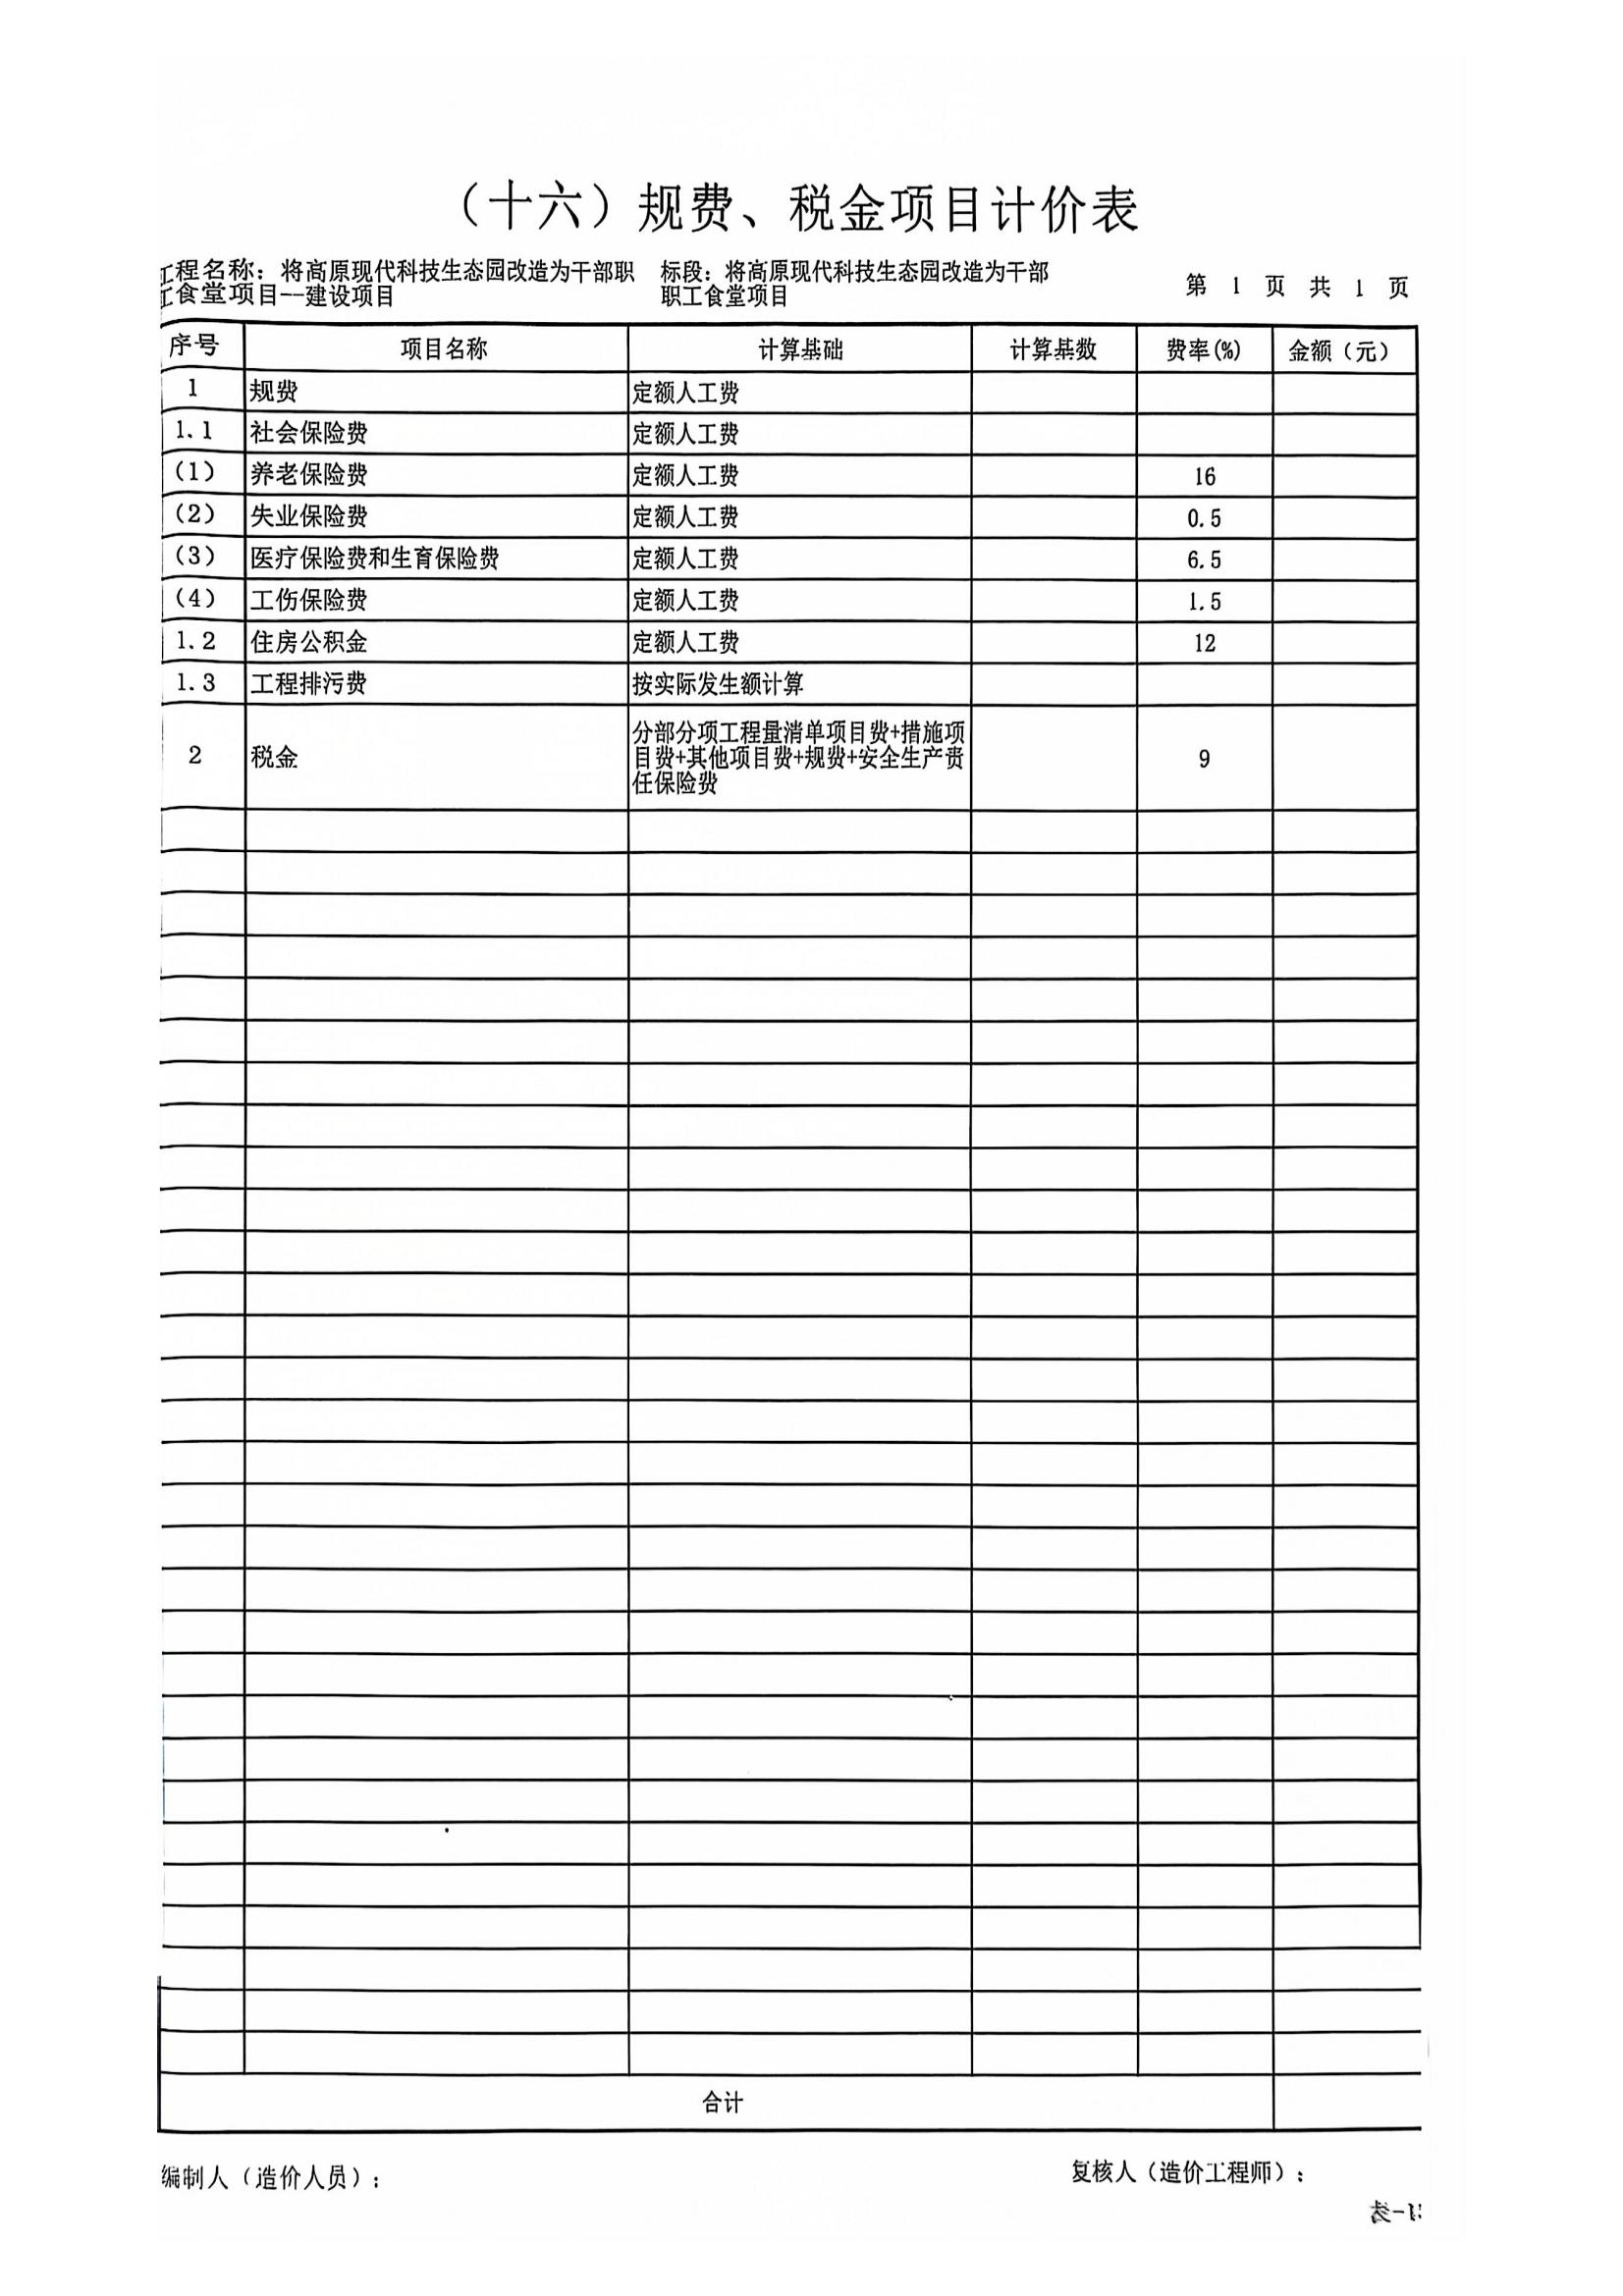 （十六）规费、税金项目计价表
工程名称：将高原现代科技生态园改造为干部职 标段：将高原现代科技生态园改造为干部
工食堂项目--建设项目 职工食堂项目 第 1 页 共 1 页
序号 项目名称 计算基础 计算基数 费率(%) 金额（元）
1 规费 定额人工费
1.1 社会保险费 定额人工费
(1) 养老保险费 定额人工费 16
(2) 失业保险费 定额人工费 0.5
(3) 医疗保险费和生育保险费 定额人工费 6.5
(4) 工伤保险费 定额人工费 1.5
1.2 住房公积金 定额人工费 12
1.3 工程排污费 按实际发生额计算
分部分项工程量清单项目费+措施项
2 税金 目费+其他项目费+规费+安全生产责 9
任保险费
合计
编制人（造价人员）： 复核人（造价工程师）：